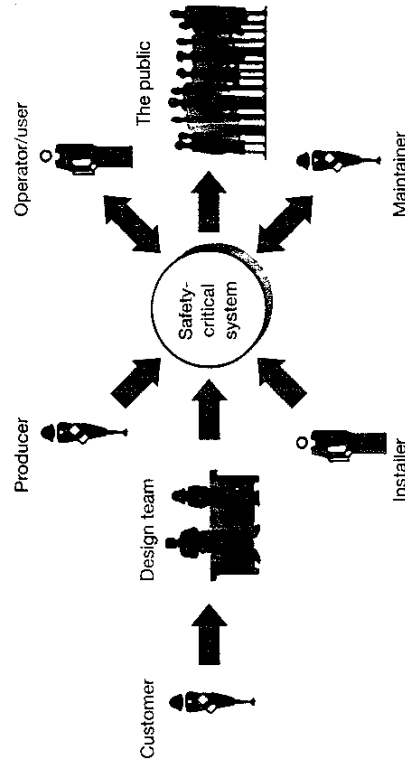 Customer
Design team
Producer
Installer
Safety-
critical
system
Operator/user
The public
Maintainer